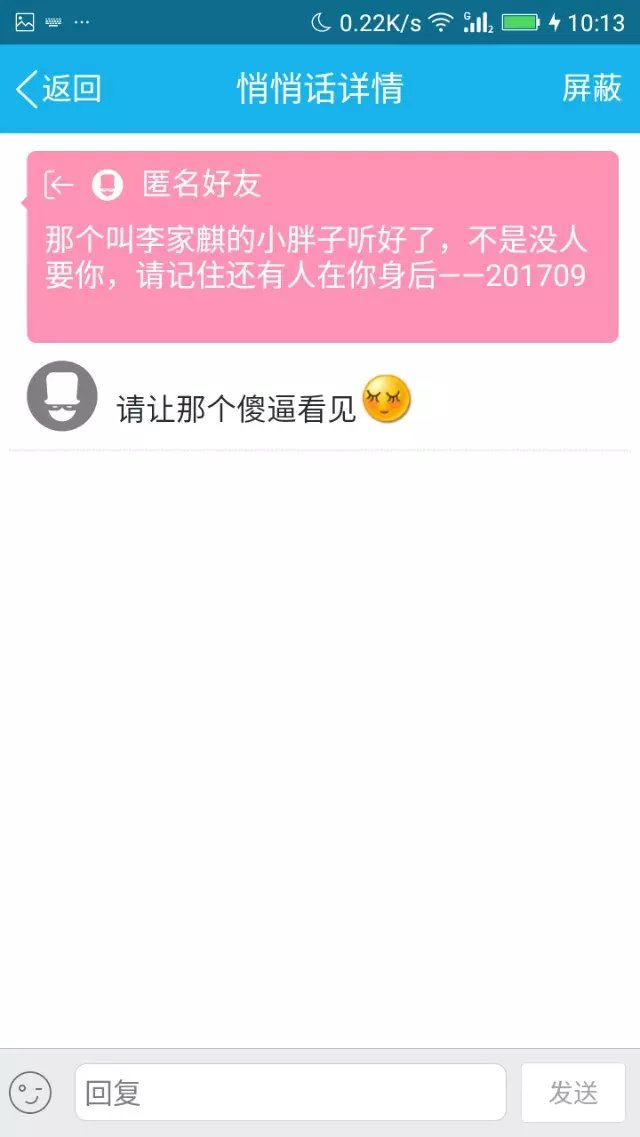 0.22K/s
G
2
10:13
返回
悄悄话详情
屏蔽
匿名好友
那个叫李家麒的小胖子听好了，不是没人
要你，请记住还有人在你身后——201709
请让那个傻逼看见
回复
发送